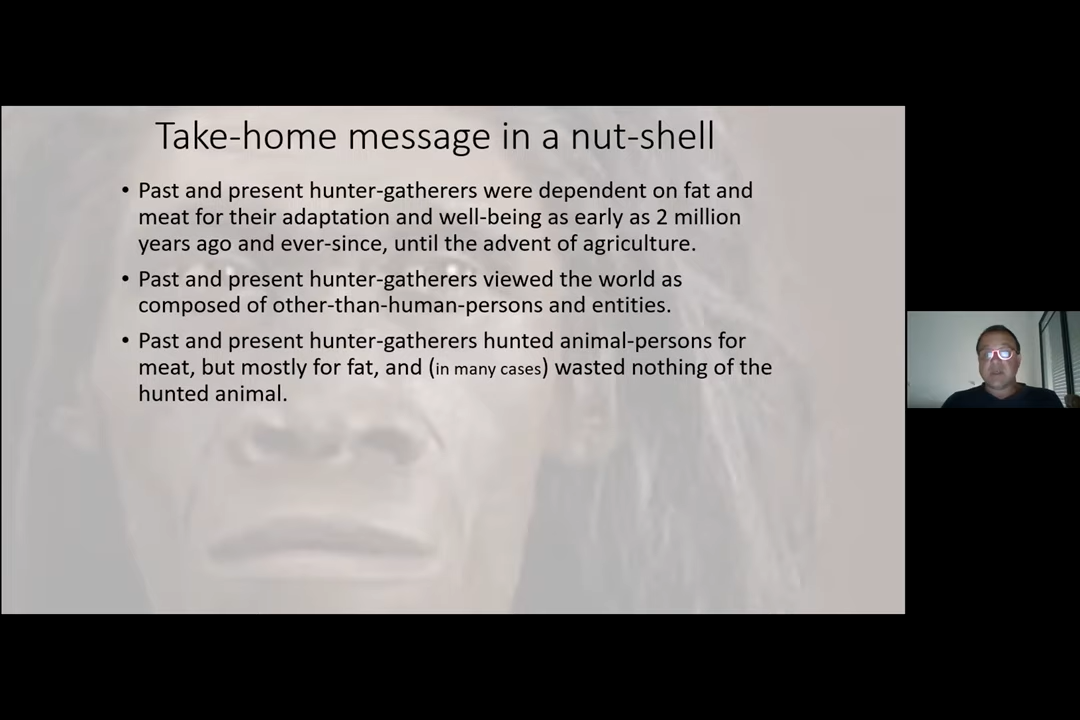 Take-home message in a nut-shell
• Past and present hunter-gatherers were dependent on fat and
meat for their adaptation and well-being as early as 2 million
years ago and ever-since, until the advent of agriculture.
• Past and present hunter-gatherers viewed the world as
composed of other-than-human-persons and entities.
• Past and present hunter-gatherers hunted animal-persons for
meat, but mostly for fat, and (in many cases) wasted nothing of the
hunted animal.